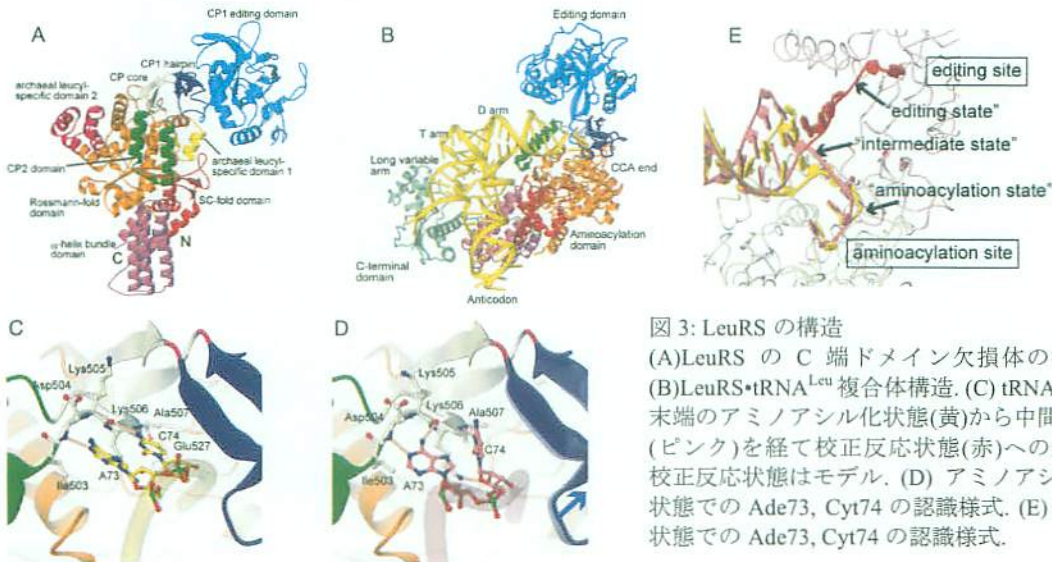 A
CP1 editing domain
CP1 hairpin
CP core
archaeal leucyl-
specific domain 2
CP2 domain
Rossmann-fold
domain
archaeal leucyl-
specific domain 1
SC-fold domain
N
α-helix bundle
domain
C
B
Editing domain
D arm
T arm
Long variable
arm
CCA end
Aminoacylation
domain
C-terminal
domain
Anticodon
E
editing site
editing state"
"intermediate state"
"aminoacylation state"
aminoacylation site
C
Lys505
Asp504
Lys506
Ala507
C74
Glu527
A73
Ile503
D
Lys505
Asp504
Lys506
Ala507
C74
A73
Ile503
図 3: LeuRS の構造
(A)LeuRS の C 端ドメイン欠損体の
(B)LeuRS•tRNA^Leu 複合体構造. (C) tRNA
末端のアミノアシル化状態(黄)から中間
(ピンク)を経て校正反応状態(赤)への
校正反応状態はモデル. (D) アミノアシ
状態での Ade73, Cyt74 の認識様式. (E)
状態での Ade73, Cyt74 の認識様式.